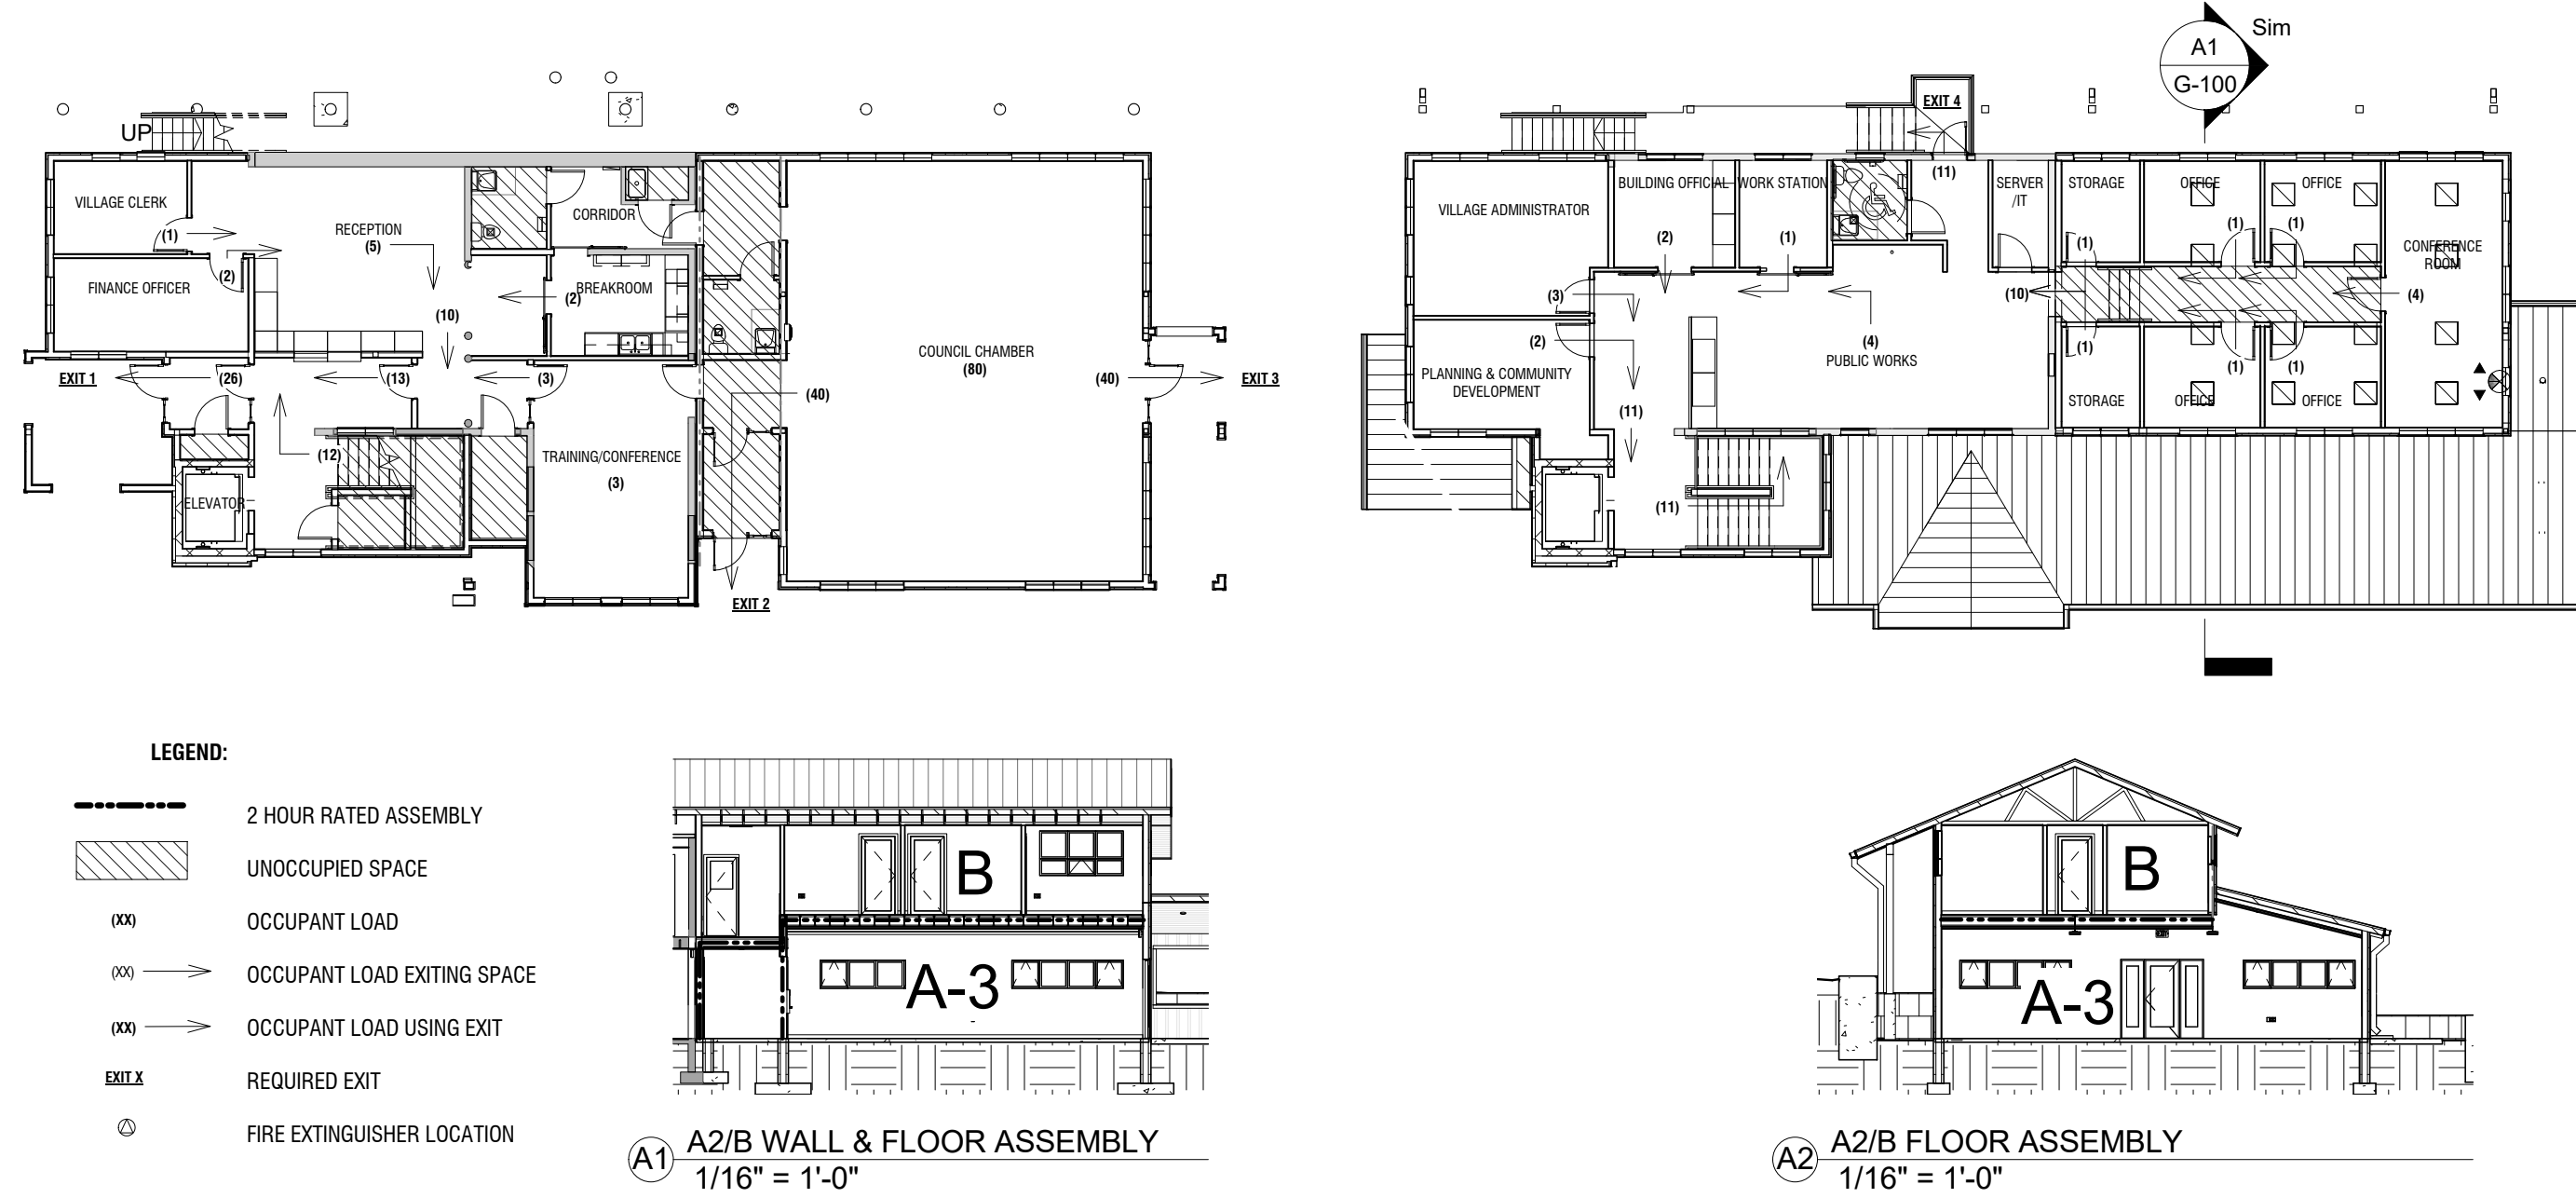 UP
VILLAGE CLERK
(1)
(2)
FINANCE OFFICER
RECEPTION
(5)
(10)
CORRIDOR
(2)
BREAKROOM
EXIT 1
(26)
(13)
(3)
(12)
ELEVATOR
TRAINING/CONFERENCE
(3)
(40)
EXIT 2
COUNCIL CHAMBER
(80)
(40)
EXIT 3
A1
G-100
Sim
EXIT 4
(11)
VILLAGE ADMINISTRATOR
(3)
BUILDING OFFICIAL
(2)
WORK STATION
(1)
SERVER
/IT
STORAGE
(1)
OFFICE
(1)
OFFICE
(1)
CONFERENCE
ROOM
(10)
(4)
(2)
PLANNING & COMMUNITY
DEVELOPMENT
(4)
PUBLIC WORKS
(11)
(11)
(1)
STORAGE
(1)
OFFICE
(1)
OFFICE
LEGEND:
2 HOUR RATED ASSEMBLY
UNOCCUPIED SPACE
(XX)
OCCUPANT LOAD
(XX)
OCCUPANT LOAD EXITING SPACE
(XX)
OCCUPANT LOAD USING EXIT
EXIT X
REQUIRED EXIT
FIRE EXTINGUISHER LOCATION
B
A-3
A1
A2/B WALL & FLOOR ASSEMBLY
1/16" = 1'-0"
B
A-3
A2
A2/B FLOOR ASSEMBLY
1/16" = 1'-0"